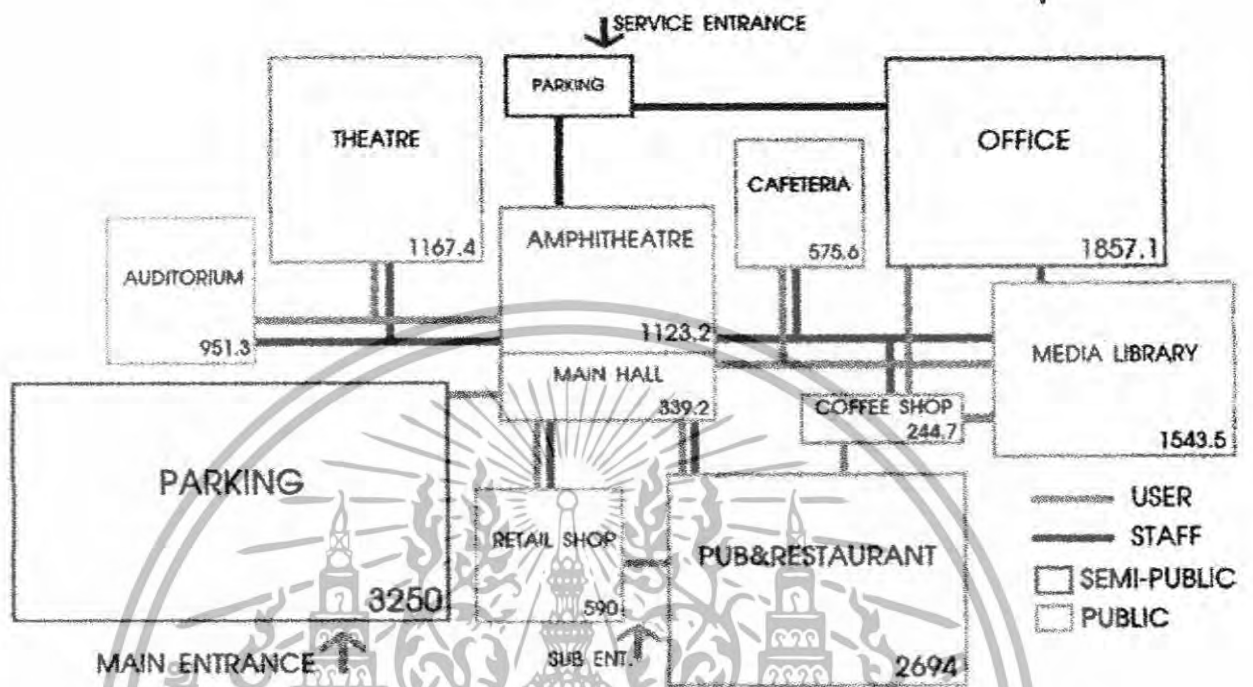 SERVICE ENTRANCE
PARKING
THEATRE
1167.4
OFFICE
1857.1
CAFETERIA
575.6
AMPHITHEATRE
1123.2
AUDITORIUM
951.3
MAIN HALL
339.2
MEDIA LIBRARY
1543.5
COFFEE SHOP
244.7
PARKING
3250
RETAIL SHOP
590
PUB&RESTAURANT
2694
USER
STAFF
SEMI-PUBLIC
PUBLIC
MAIN ENTRANCE
SUB ENT.